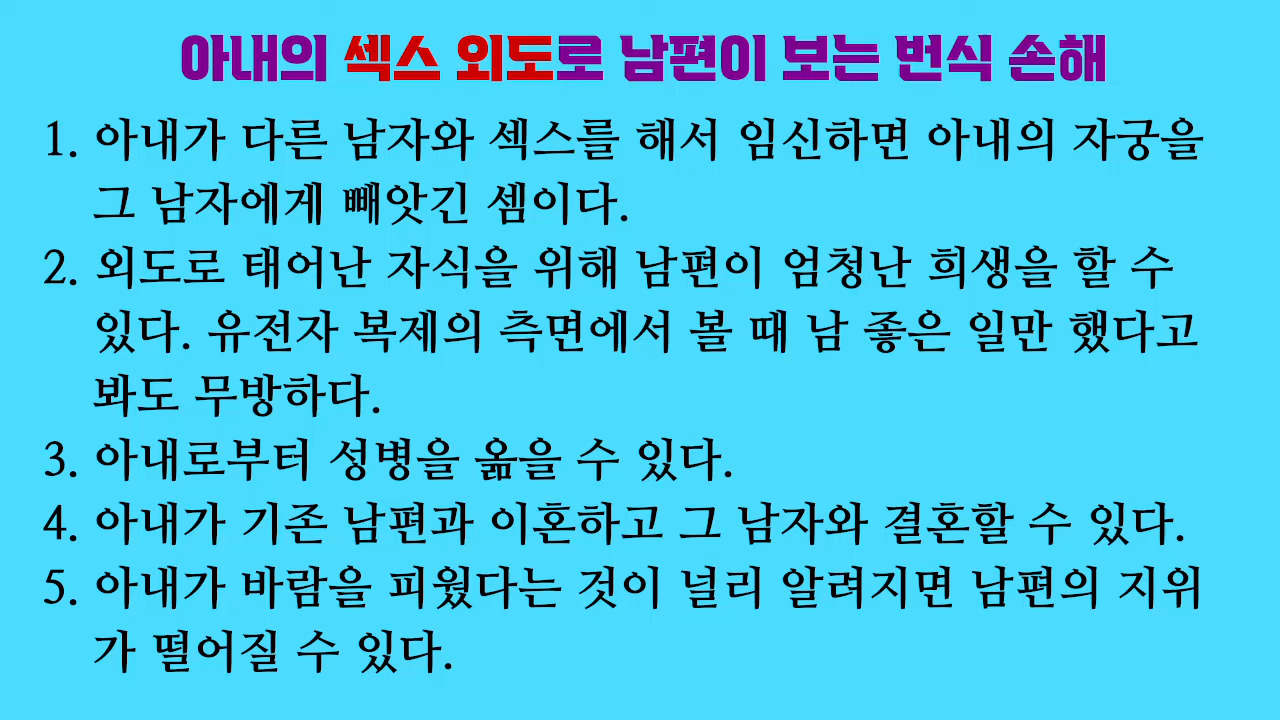 아내의 섹스 외도로 남편이 보는 번식 손해
1. 아내가 다른 남자와 섹스를 해서 임신하면 아내의 자궁을
그 남자에게 빼앗긴 셈이다.
2. 외도로 태어난 자식을 위해 남편이 엄청난 희생을 할 수
있다. 유전자 복제의 측면에서 볼 때 남 좋은 일만 했다고
봐도 무방하다.
3. 아내로부터 성병을 옮을 수 있다.
4. 아내가 기존 남편과 이혼하고 그 남자와 결혼할 수 있다.
5. 아내가 바람을 피웠다는 것이 널리 알려지면 남편의 지위
가 떨어질 수 있다.